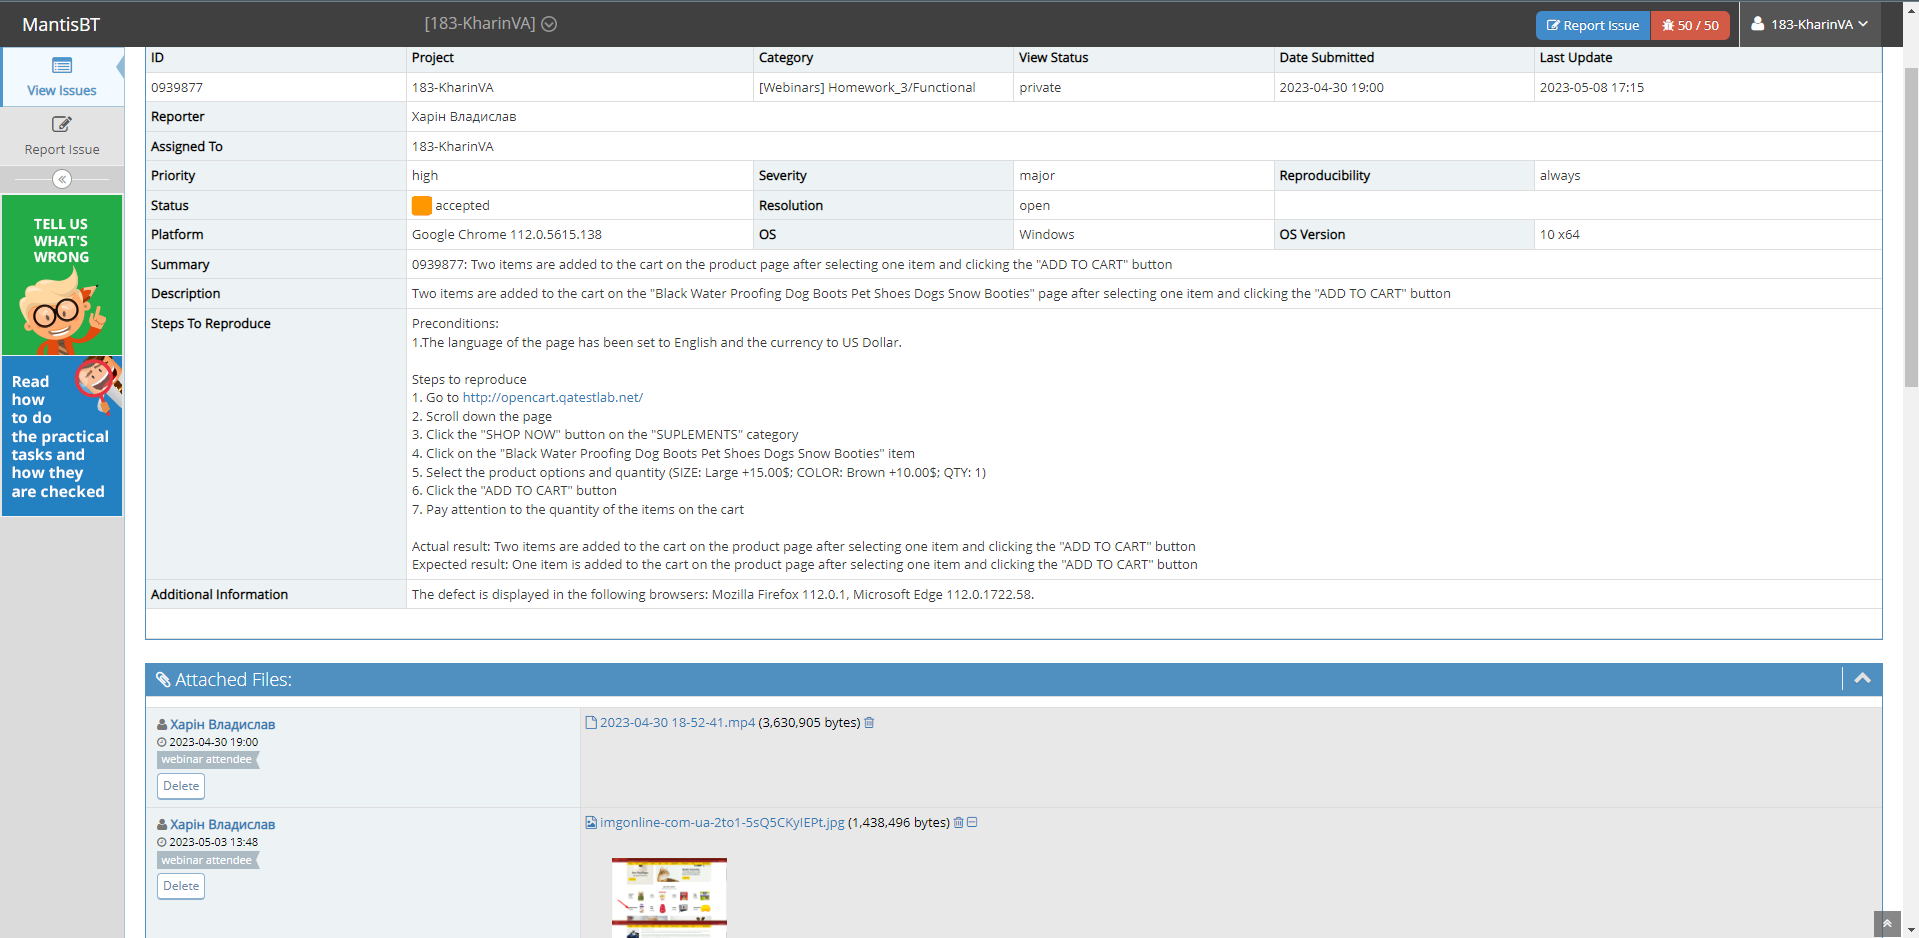 MantisBT
[183-KharinVA]
Report Issue
50 / 50
183-KharinVA
View Issues
Report Issue
TELL US
WHAT'S
WRONG
Read
how
to do
the practical
tasks and
how they
are checked
ID Project Category View Status Date Submitted Last Update
0939877 183-KharinVA [Webinars] Homework_3/Functional private 2023-04-30 19:00 2023-05-08 17:15
Reporter Харін Владислав
Assigned To 183-KharinVA
Priority high Severity major Reproducibility always
Status accepted Resolution open
Platform Google Chrome 112.0.5615.138 OS Windows OS Version 10 x64
Summary 0939877: Two items are added to the cart on the product page after selecting one item and clicking the "ADD TO CART" button
Description Two items are added to the cart on the "Black Water Proofing Dog Boots Pet Shoes Dogs Snow Booties" page after selecting one item and clicking the "ADD TO CART" button
Steps To Reproduce Preconditions:
1.The language of the page has been set to English and the currency to US Dollar.
Steps to reproduce
1. Go to http://opencart.qatestlab.net/
2. Scroll down the page
3. Click the "SHOP NOW" button on the "SUPLEMENTS" category
4. Click on the "Black Water Proofing Dog Boots Pet Shoes Dogs Snow Booties" item
5. Select the product options and quantity (SIZE: Large +15.00$; COLOR: Brown +10.00$; QTY: 1)
6. Click the "ADD TO CART" button
7. Pay attention to the quantity of the items on the cart
Actual result: Two items are added to the cart on the product page after selecting one item and clicking the "ADD TO CART" button
Expected result: One item is added to the cart on the product page after selecting one item and clicking the "ADD TO CART" button
Additional Information The defect is displayed in the following browsers: Mozilla Firefox 112.0.1, Microsoft Edge 112.0.1722.58.
Attached Files:
Харін Владислав
2023-04-30 19:00
webinar attendee
Delete
2023-04-30 18-52-41.mp4 (3,630,905 bytes)
Харін Владислав
2023-05-03 13:48
webinar attendee
Delete
imgonline-com-ua-2to1-5sQ5CKyIEPt.jpg (1,438,496 bytes)